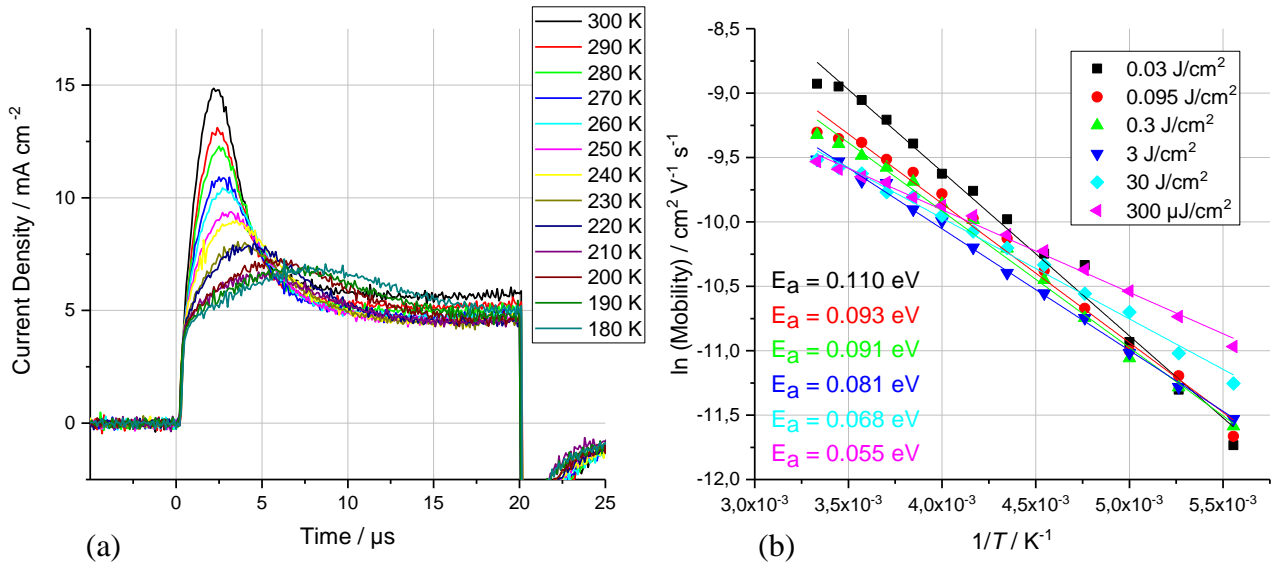 300 K
290 K
280 K
270 K
260 K
250 K
240 K
230 K
220 K
210 K
200 K
190 K
180 K
15
10
5
0
0
5
10
15
20
25
Current Density / mA cm⁻²
Time / µs
(a)
-8,5
-9,0
-9,5
-10,0
-10,5
-11,0
-11,5
-12,0
3,0x10⁻³
3,5x10⁻³
4,0x10⁻³
4,5x10⁻³
5,0x10⁻³
5,5x10⁻³
ln (Mobility) / cm² V⁻¹ s⁻¹
1/T / K⁻¹
0.03 J/cm²
0.095 J/cm²
0.3 J/cm²
3 J/cm²
30 J/cm²
300 µJ/cm²
Eₐ = 0.110 eV
Eₐ = 0.093 eV
Eₐ = 0.091 eV
Eₐ = 0.081 eV
Eₐ = 0.068 eV
Eₐ = 0.055 eV
(b)